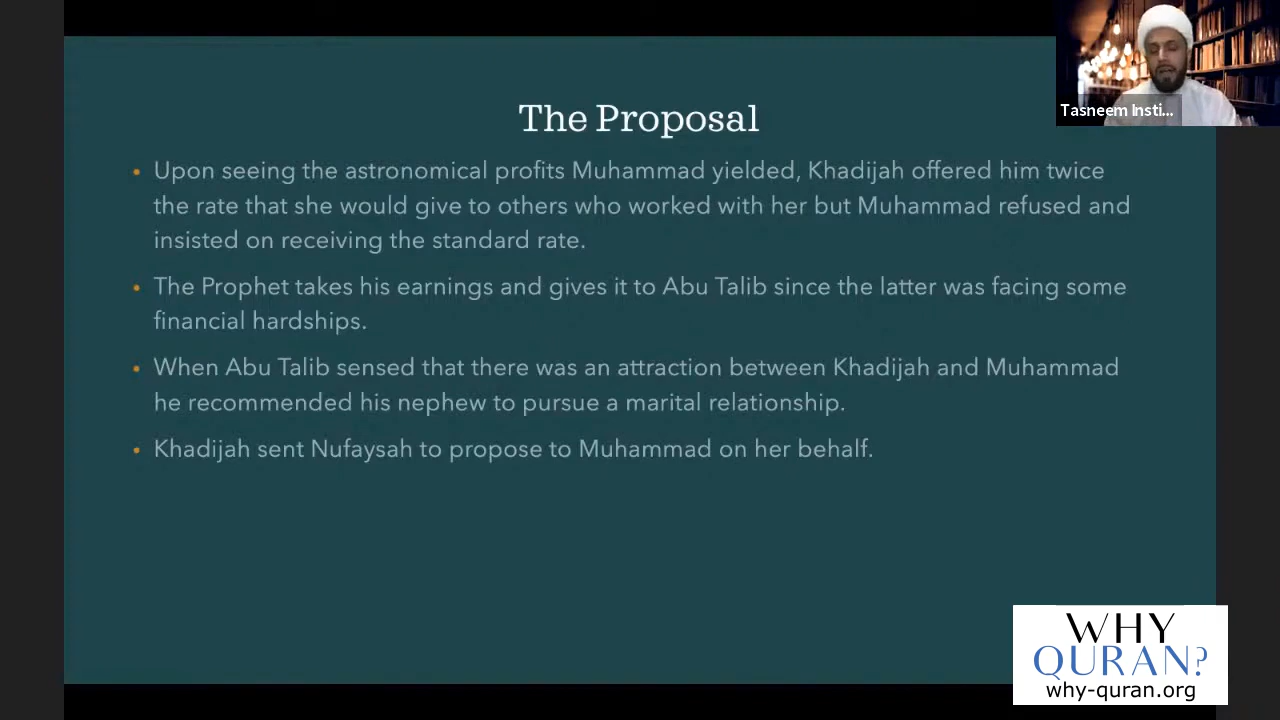 Tasneem Insti...
The Proposal
• Upon seeing the astronomical profits Muhammad yielded, Khadijah offered him twice
the rate that she would give to others who worked with her but Muhammad refused and
insisted on receiving the standard rate.
• The Prophet takes his earnings and gives it to Abu Talib since the latter was facing some
financial hardships.
• When Abu Talib sensed that there was an attraction between Khadijah and Muhammad
he recommended his nephew to pursue a marital relationship.
• Khadijah sent Nufaysah to propose to Muhammad on her behalf.
WHY
QURAN?
why-quran.org